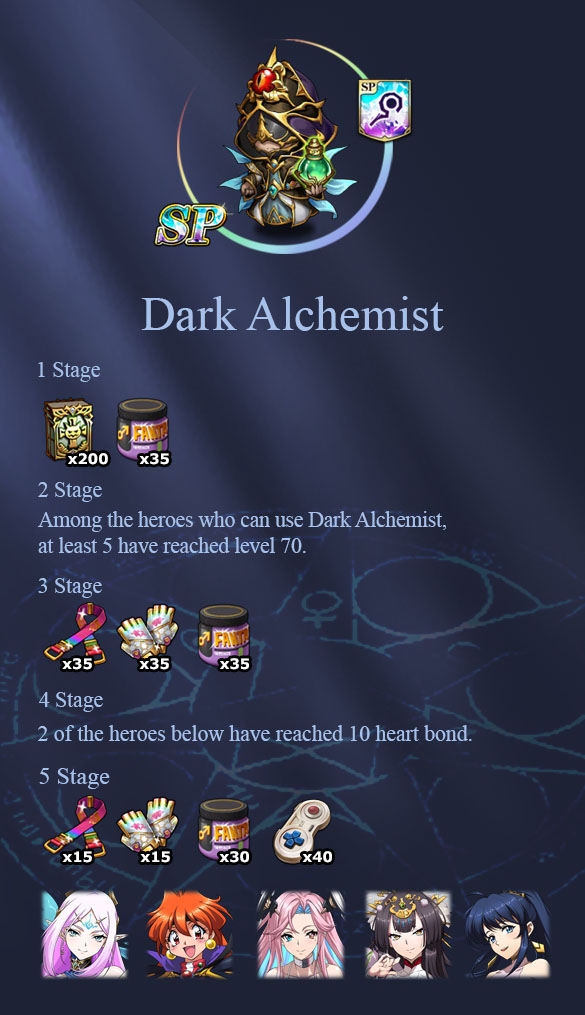 SP
SP
Dark Alchemist
1 Stage
x200
x35
2 Stage
Among the heroes who can use Dark Alchemist,
at least 5 have reached level 70.
3 Stage
x35
x35
x35
4 Stage
2 of the heroes below have reached 10 heart bond.
5 Stage
x15
x15
x30
x40